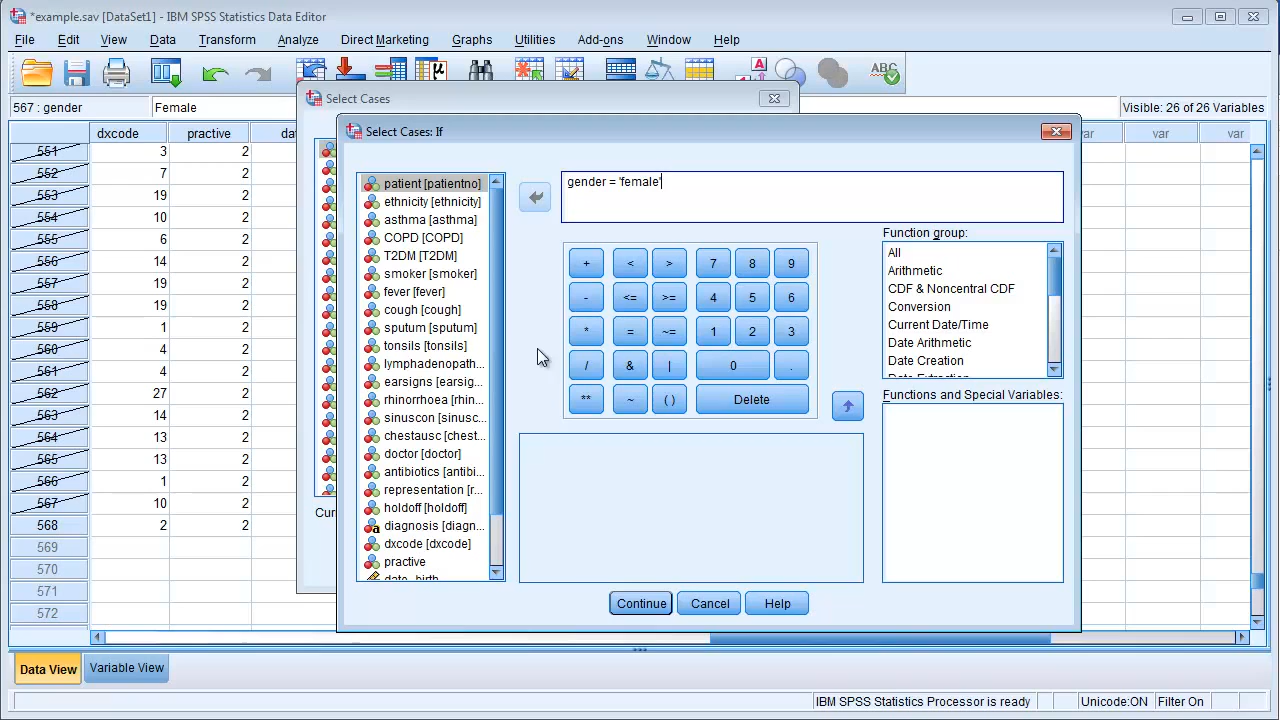 *example.sav [DataSet1] - IBM SPSS Statistics Data Editor
File Edit View Data Transform Analyze Direct Marketing Graphs Utilities Add-ons Window Help
567 : gender Female Visible: 26 of 26 Variables
Select Cases
Select Cases: If
dxcode practive dat var var var
551 3 2
552 7 2
553 19 2
554 10 2
555 6 2
556 14 2
557 19 2
558 19 2
559 1 2
560 4 2
561 4 2
562 27 2
563 14 2
564 13 2
565 13 2
566 1 2
567 10 2
568 2 2
569
570
571
572
Cur
patient [patientno]
ethnicity [ethnicity]
asthma [asthma]
COPD [COPD]
T2DM [T2DM]
smoker [smoker]
fever [fever]
cough [cough]
sputum [sputum]
tonsils [tonsils]
lymphadenopath...
earsigns [earsig...
rhinorrhoea [rhin...
sinuscon [sinusc...
chestausc [chest...
doctor [doctor]
antibiotics [antibi...
representation [r...
holdoff [holdoff]
diagnosis [diagn...
dxcode [dxcode]
practive
date_birth
gender = 'female'
+ < > 7 8 9
- <= >= 4 5 6
* = ~= 1 2 3
/ & | 0 .
** ~ ( ) Delete
Function group:
All
Arithmetic
CDF & Noncentral CDF
Conversion
Current Date/Time
Date Arithmetic
Date Creation
Date Extraction
Functions and Special Variables:
Continue Cancel Help
Data View Variable View
IBM SPSS Statistics Processor is ready Unicode:ON Filter On